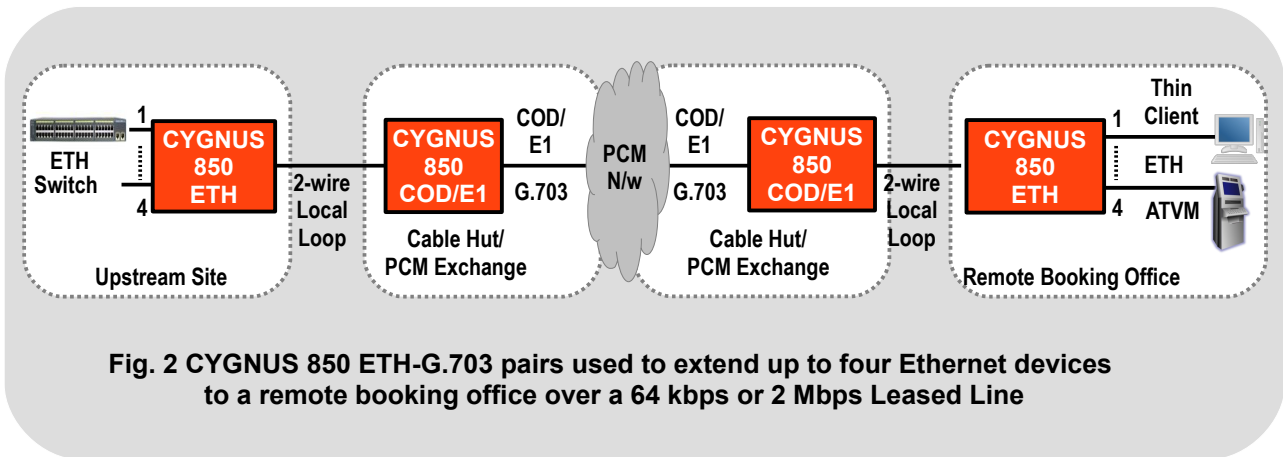 1
ETH
Switch
4
CYGNUS
850
ETH
2-wire
Local
Loop
Upstream Site
CYGNUS
850
COD/E1
COD/
E1
G.703
Cable Hut/
PCM Exchange
PCM
N/w
COD/
E1
G.703
CYGNUS
850
COD/E1
Cable Hut/
PCM Exchange
2-wire
Local
Loop
CYGNUS
850
ETH
1
Thin
Client
ETH
4
ATVM
Remote Booking Office
Fig. 2 CYGNUS 850 ETH-G.703 pairs used to extend up to four Ethernet devices
to a remote booking office over a 64 kbps or 2 Mbps Leased Line